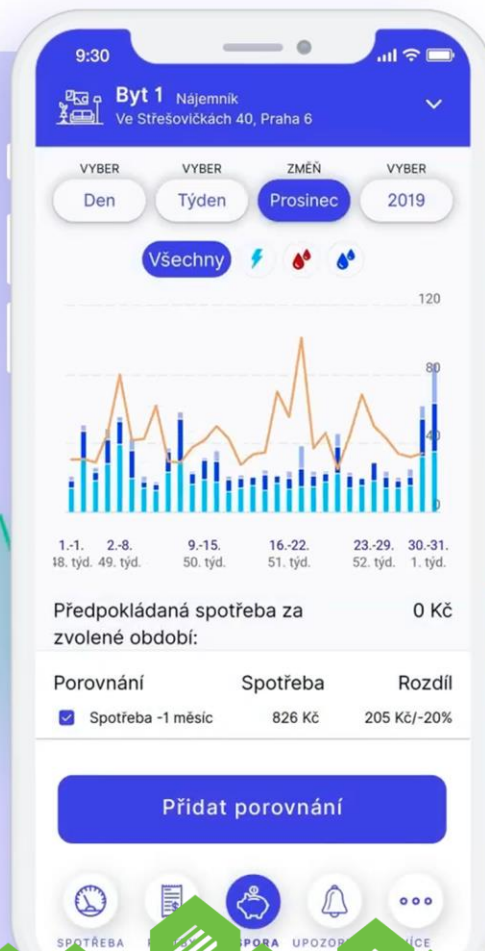 9:30
Byt 1 Nájemník
Ve Střešovičkách 40, Praha 6
VYBER VYBER ZMĚŇ VYBER
Den Týden Prosinec 2019
Všechny
120
80
40
0
1.-1. 2.-8. 9.-15. 16.-22. 23.-29. 30.-31.
48. týd. 49. týd. 50. týd. 51. týd. 52. týd. 1. týd.
Předpokládaná spotřeba za 0 Kč
zvolené období:
Porovnání Spotřeba Rozdíl
Spotřeba -1 měsíc 826 Kč 205 Kč/-20%
Přidat porovnání
SPOTŘEBA